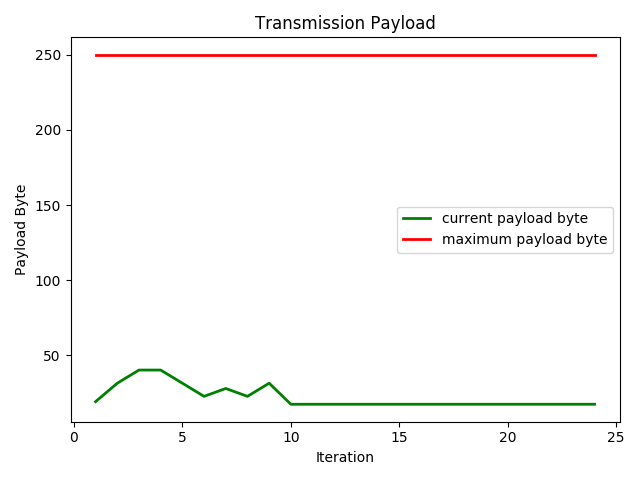 Transmission Payload
250
200
150
100
50
Payload Byte
current payload byte
maximum payload byte
0
5
10
15
20
25
Iteration